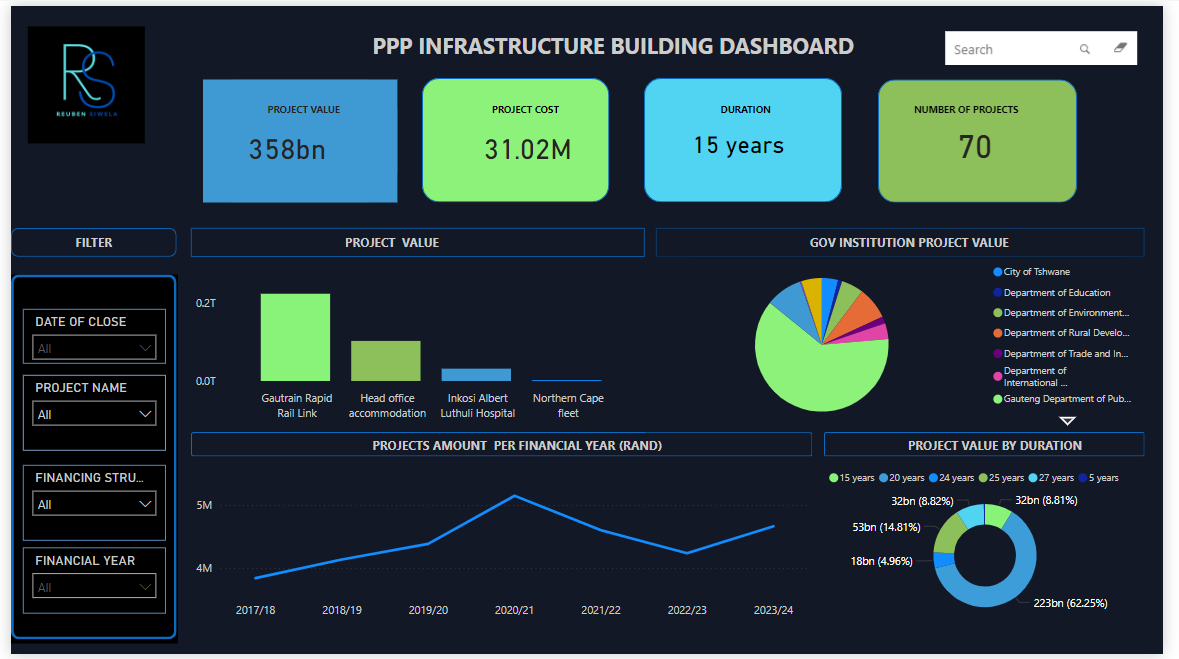 RS
REUBEN SIWELA
PPP INFRASTRUCTURE BUILDING DASHBOARD
Search
PROJECT VALUE
358bn
PROJECT COST
31.02M
DURATION
15 years
NUMBER OF PROJECTS
70
FILTER
DATE OF CLOSE
All
PROJECT NAME
All
FINANCING STRU...
All
FINANCIAL YEAR
All
PROJECT VALUE
0.2T
0.0T
Gautrain Rapid
Rail Link
Head office
accommodation
Inkosi Albert
Luthuli Hospital
Northern Cape
fleet
GOV INSTITUTION PROJECT VALUE
City of Tshwane
Department of Education
Department of Environment...
Department of Rural Develo...
Department of Trade and In...
Department of
International ...
Gauteng Department of Pub...
PROJECTS AMOUNT PER FINANCIAL YEAR (RAND)
5M
4M
2017/18
2018/19
2019/20
2020/21
2021/22
2022/23
2023/24
PROJECT VALUE BY DURATION
15 years 20 years 24 years 25 years 27 years 5 years
32bn (8.82%)
32bn (8.81%)
53bn (14.81%)
18bn (4.96%)
223bn (62.25%)